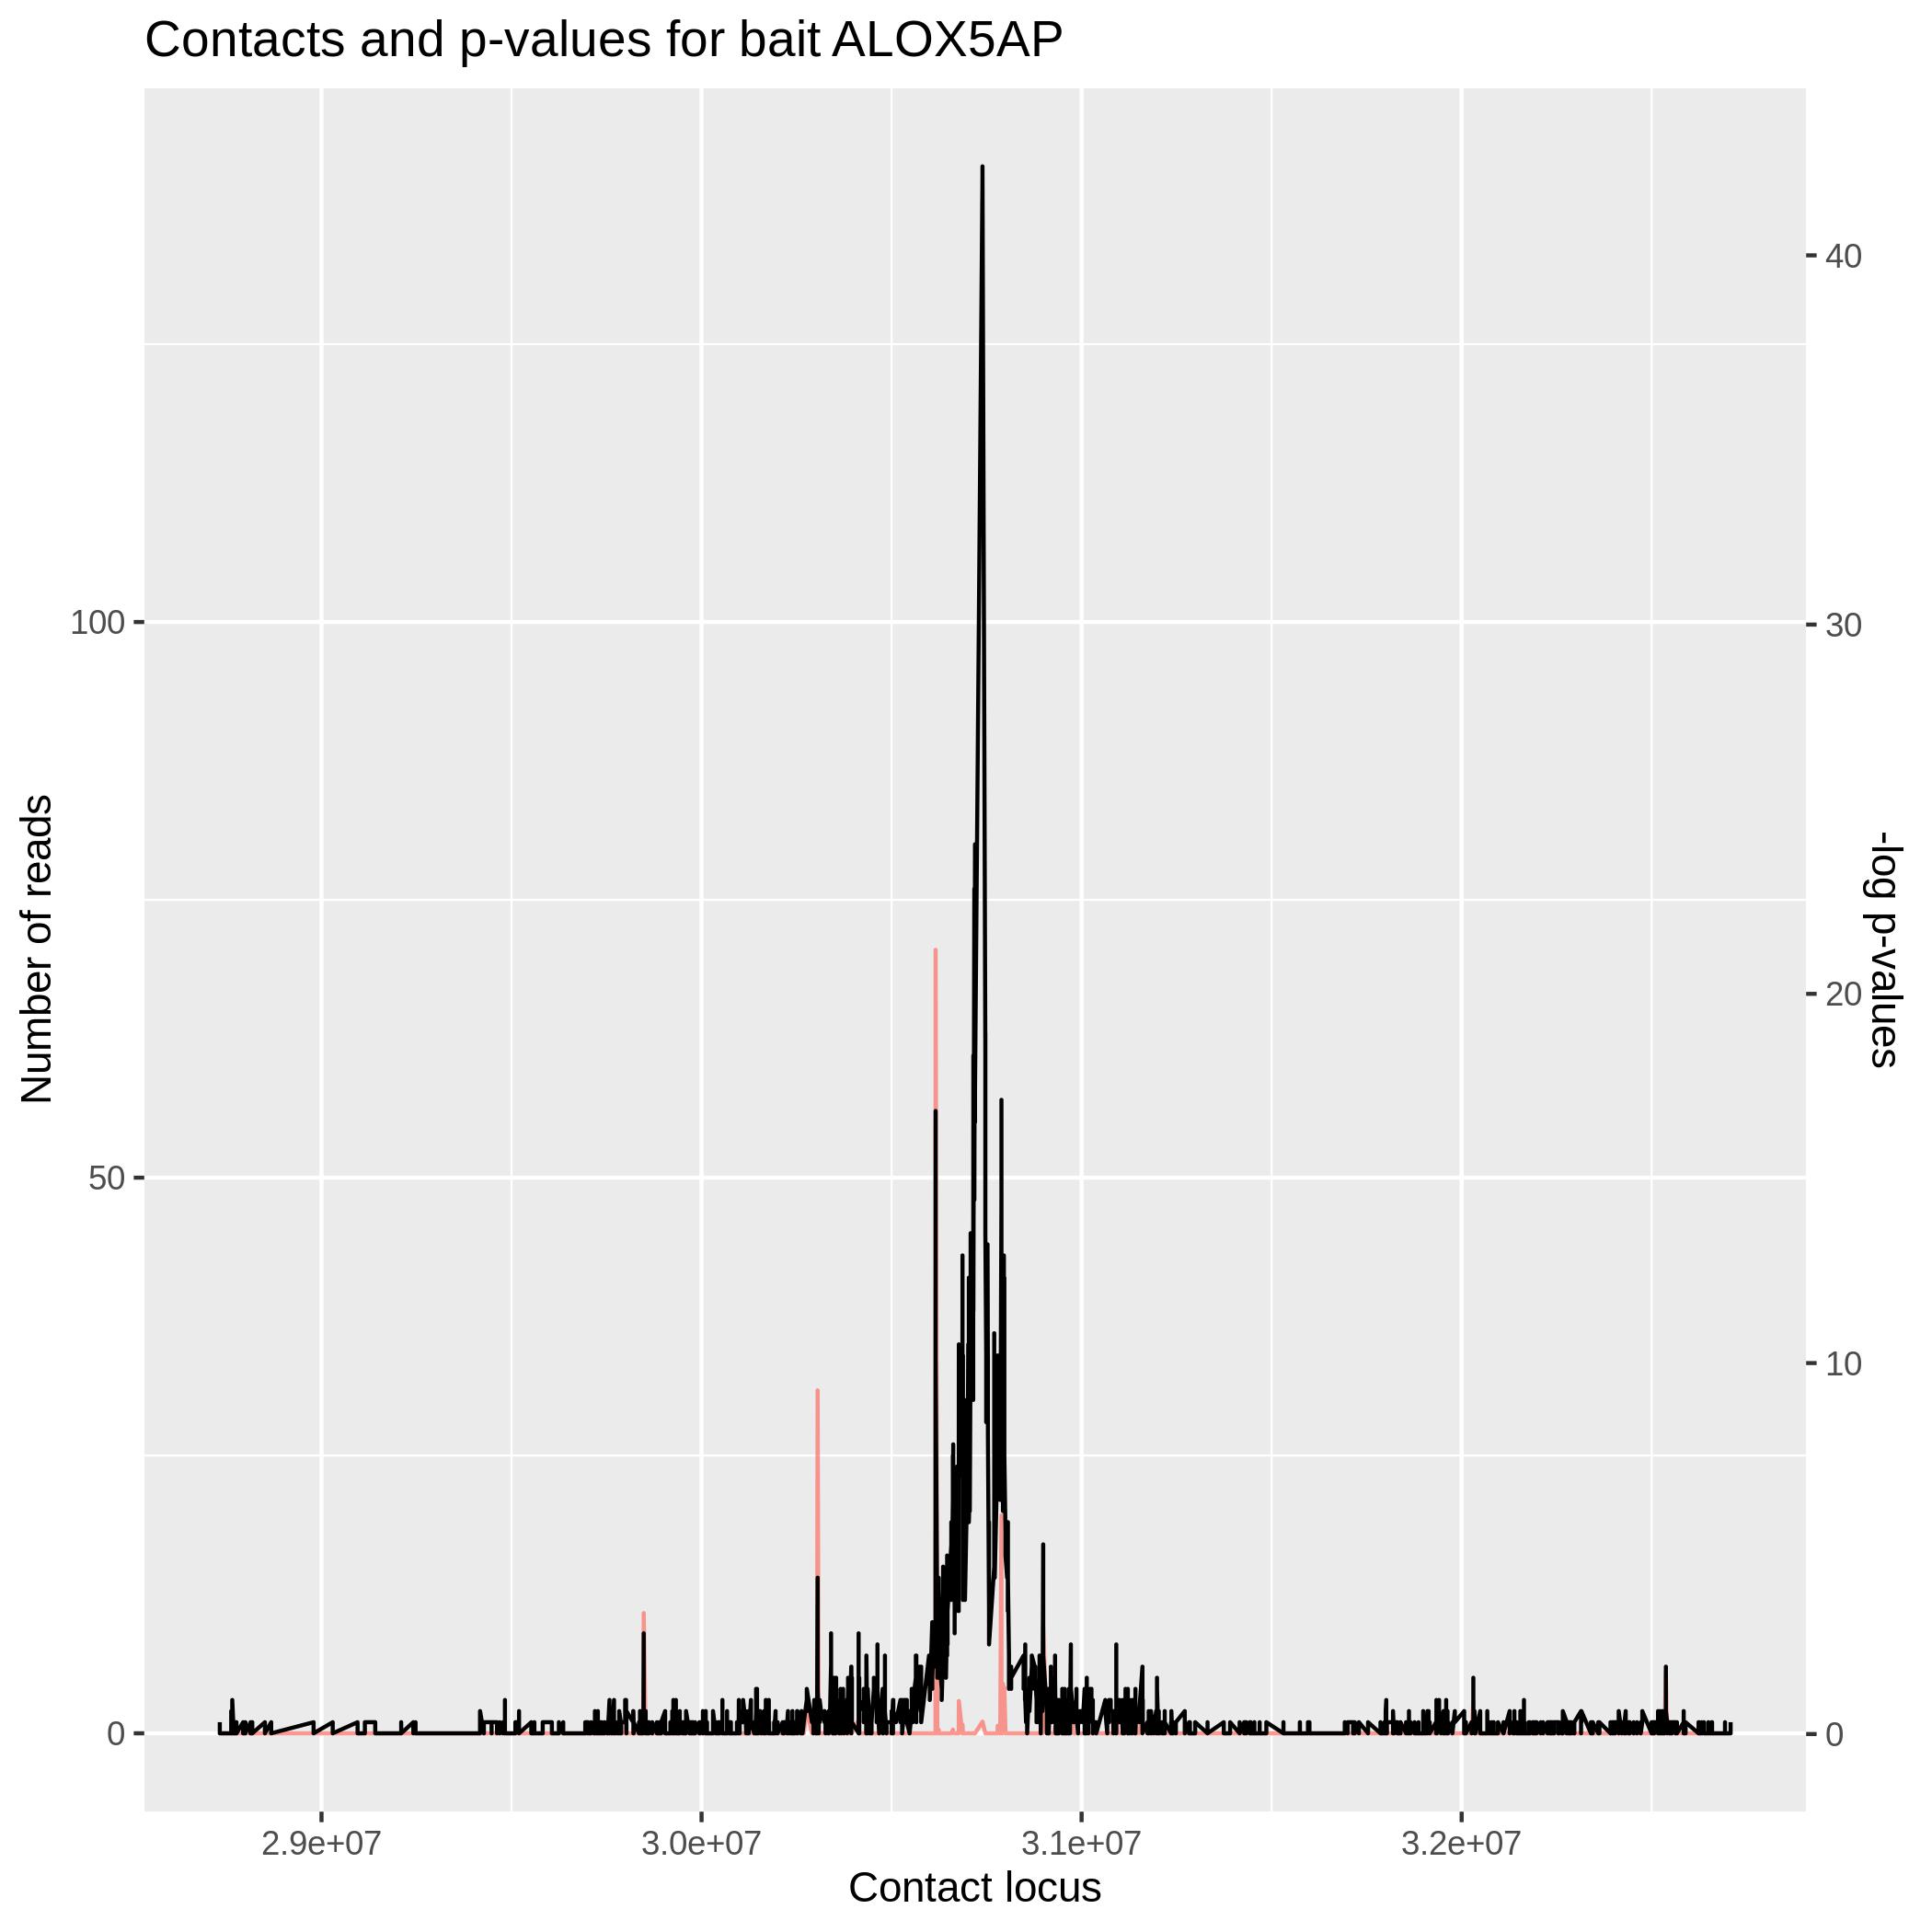 Contacts and p-values for bait ALOX5AP
Number of reads
100
50
0
40
30
20
10
0
-log p-values
2.9e+07 3.0e+07 3.1e+07 3.2e+07
Contact locus